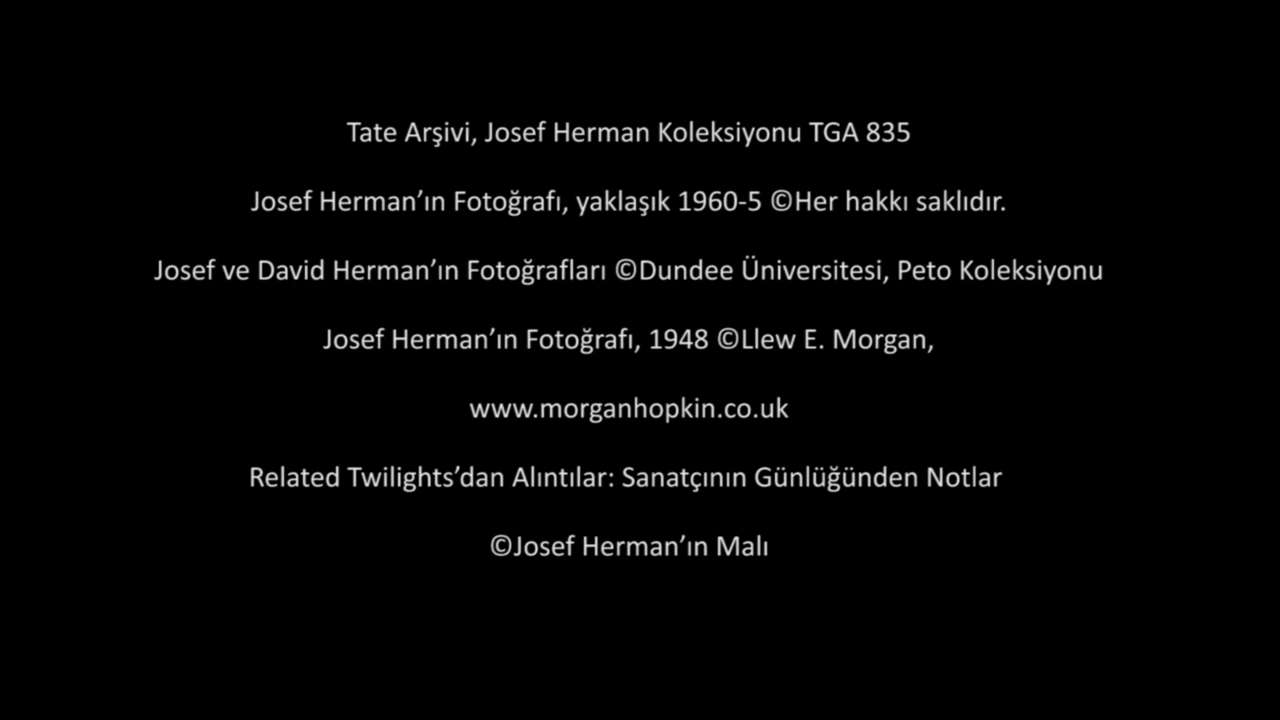 Tate Arşivi, Josef Herman Koleksiyonu TGA 835
Josef Herman’ın Fotoğrafı, yaklaşık 1960-5 ©Her hakkı saklıdır.
Josef ve David Herman’ın Fotoğrafları ©Dundee Üniversitesi, Peto Koleksiyonu
Josef Herman’ın Fotoğrafı, 1948 ©Llew E. Morgan,
www.morganhopkin.co.uk
Related Twilights’dan Alıntılar: Sanatçının Günlüğünden Notlar
©Josef Herman’ın Malı